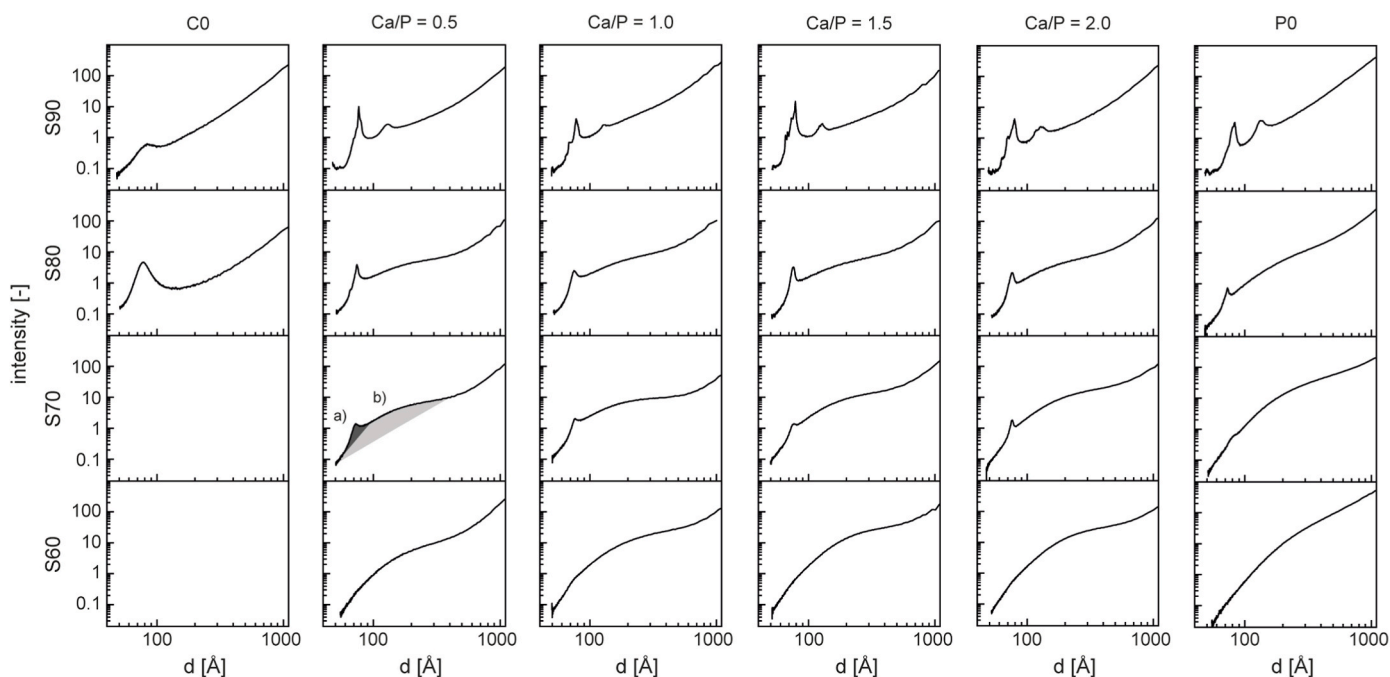 C0 Ca/P = 0.5 Ca/P = 1.0 Ca/P = 1.5 Ca/P = 2.0 P0
intensity [-]
S90
100
10
1
0.1
S80
100
10
1
0.1
S70
100
10
1
0.1
a)
b)
S60
100
10
1
0.1
100 1000 100 1000 100 1000 100 1000 100 1000 100 1000
d [Å] d [Å] d [Å] d [Å] d [Å] d [Å]